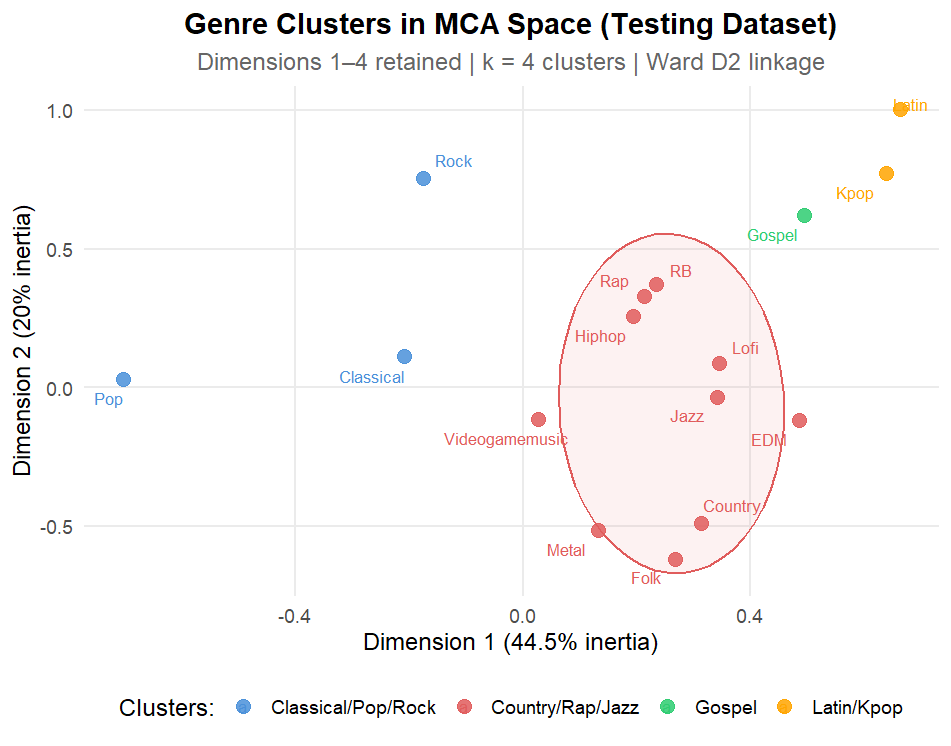 Genre Clusters in MCA Space (Testing Dataset)
Dimensions 1–4 retained | k = 4 clusters | Ward D2 linkage
Dimension 2 (20% inertia)
1.0
0.5
0.0
-0.5
Latin
Rock
Kpop
Gospel
RB
Rap
Hiphop
Lofi
Classical
Pop
Jazz
Videogamemusic
EDM
Country
Metal
Folk
-0.4
0.0
0.4
Dimension 1 (44.5% inertia)
Clusters:
a Classical/Pop/Rock
a Country/Rap/Jazz
a Gospel
a Latin/Kpop